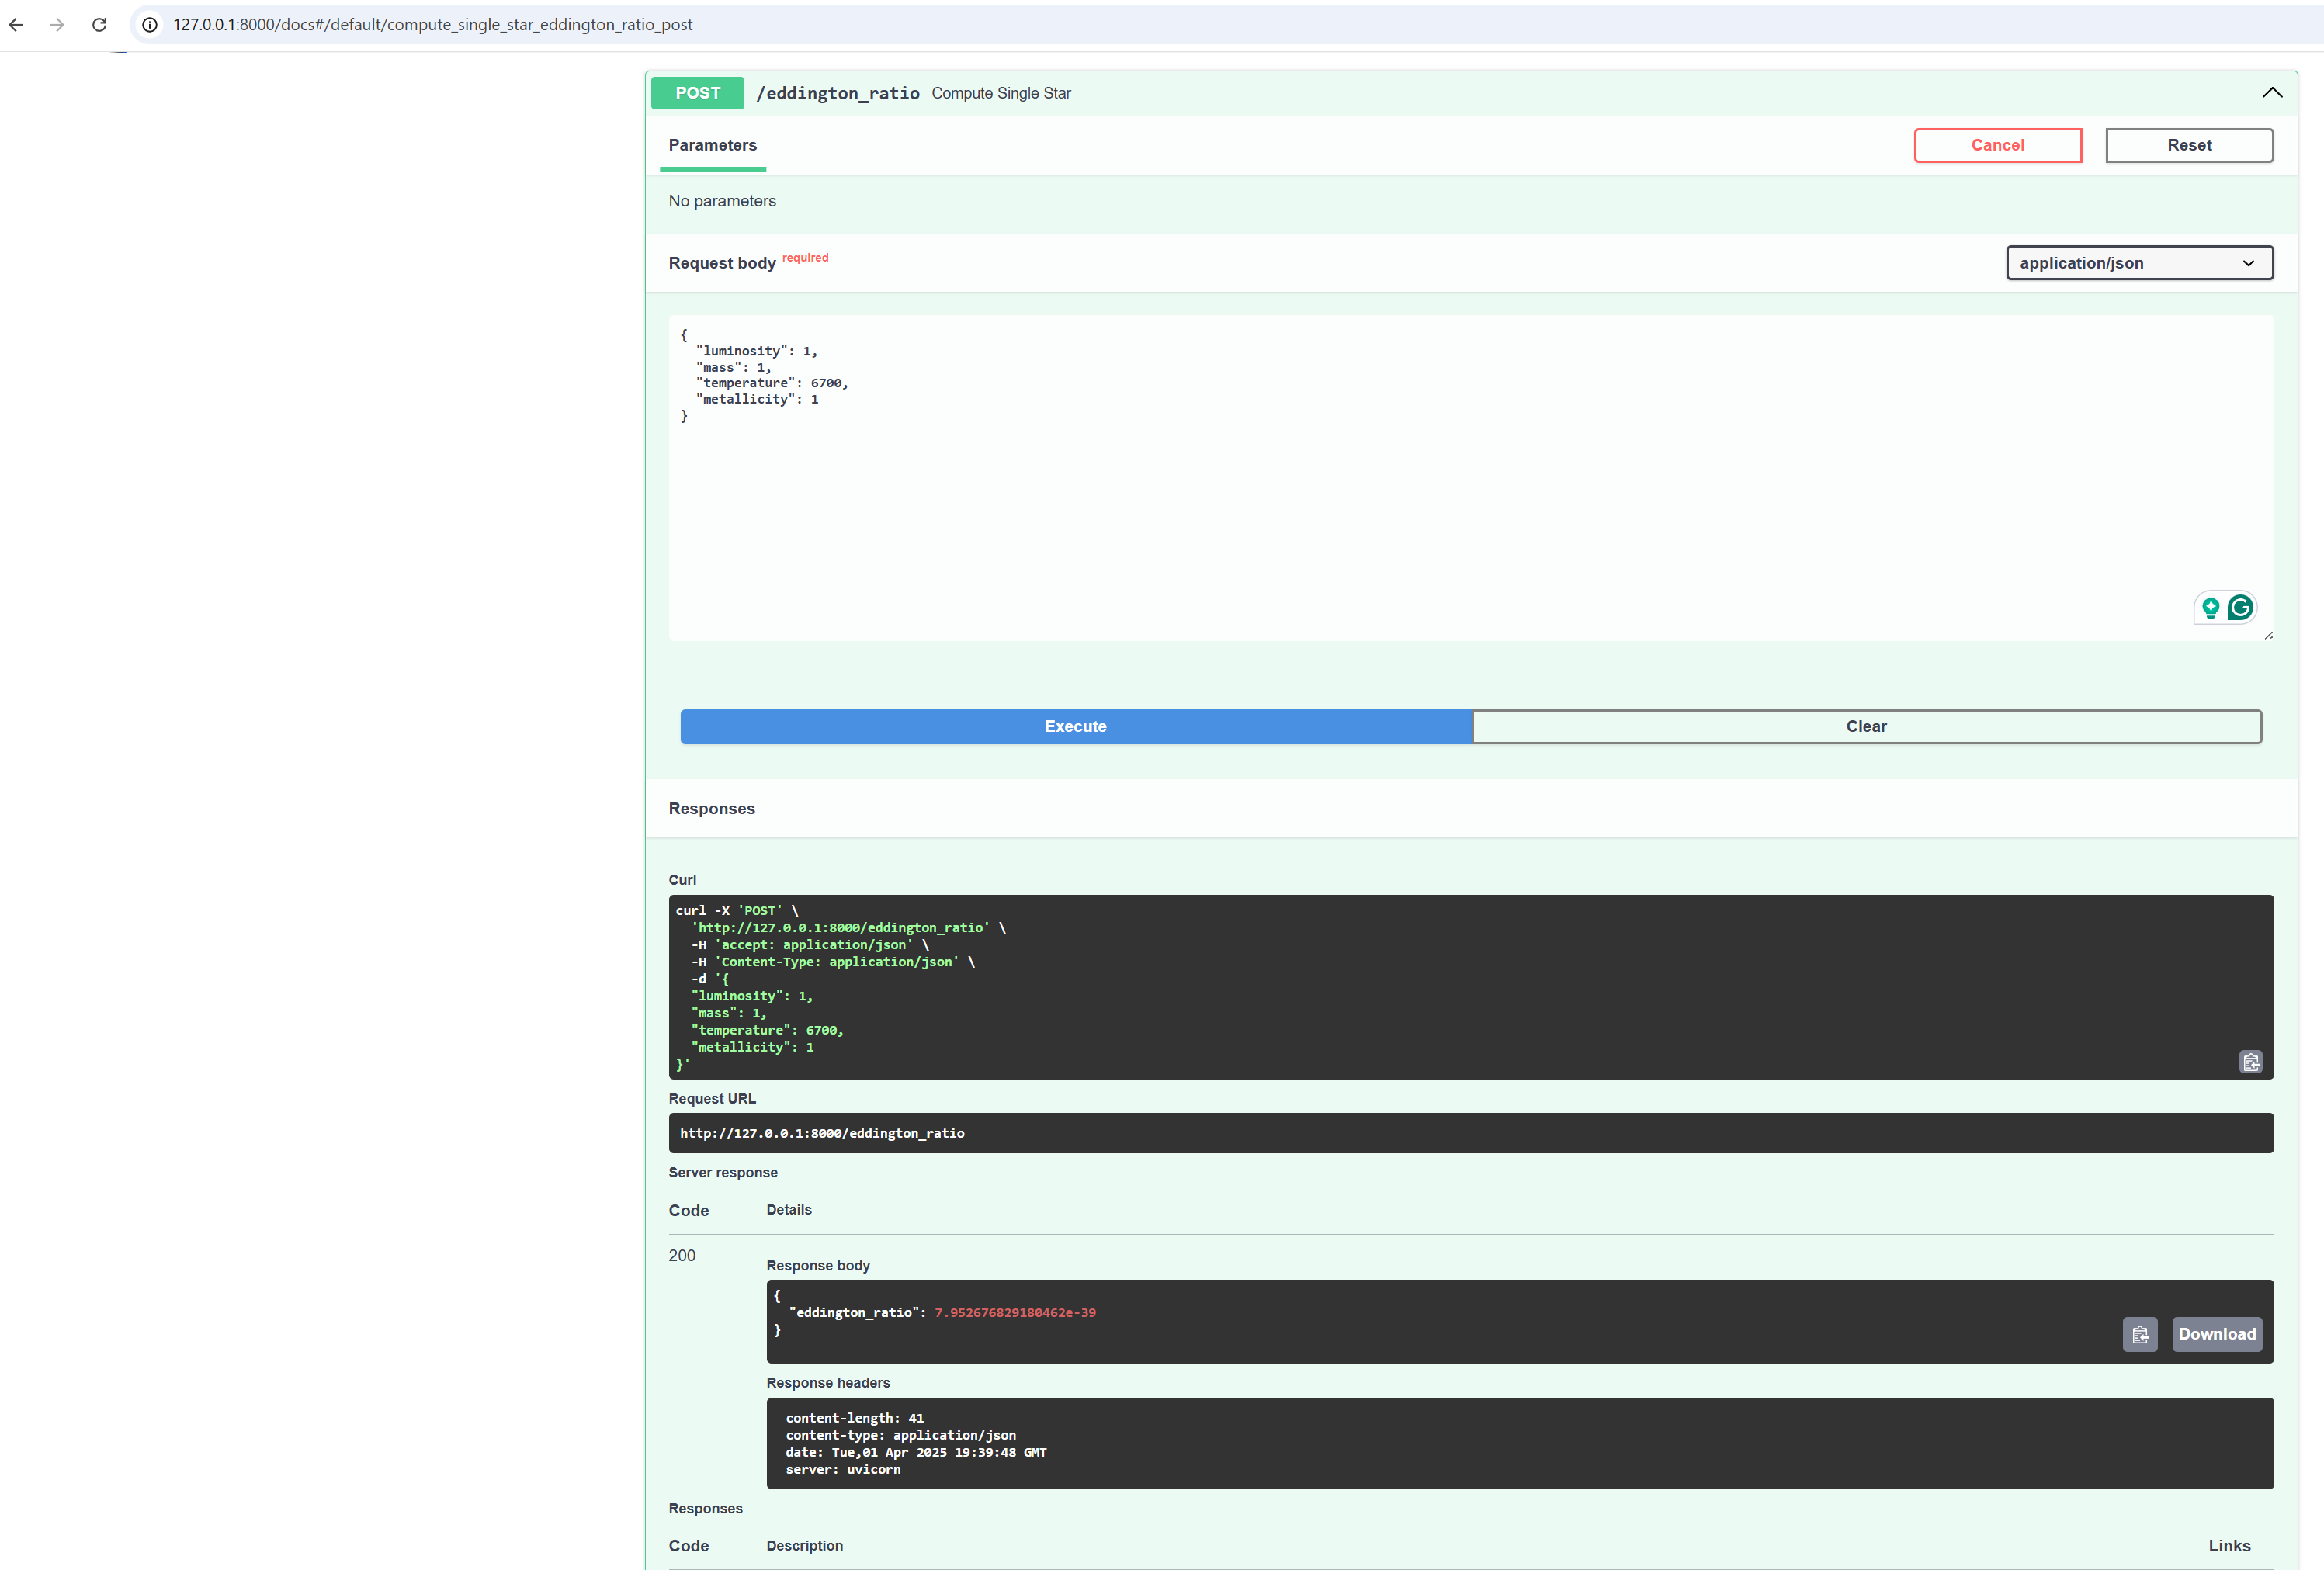 127.0.0.1:8000/docs#/default/compute_single_star_eddington_ratio_post
POST /eddington_ratio Compute Single Star
Parameters
Cancel
Reset
No parameters
Request body required
application/json
{
"luminosity": 1,
"mass": 1,
"temperature": 6700,
"metallicity": 1
}
Execute
Clear
Responses
Curl
curl -X 'POST' \
'http://127.0.0.1:8000/eddington_ratio' \
-H 'accept: application/json' \
-H 'Content-Type: application/json' \
-d '{
"luminosity": 1,
"mass": 1,
"temperature": 6700,
"metallicity": 1
}'
Request URL
http://127.0.0.1:8000/eddington_ratio
Server response
Code Details
200
Response body
{
"eddington_ratio": 7.952676829180462e-39
}
Download
Response headers
content-length: 41
content-type: application/json
date: Tue,01 Apr 2025 19:39:48 GMT
server: uvicorn
Responses
Code Description Links